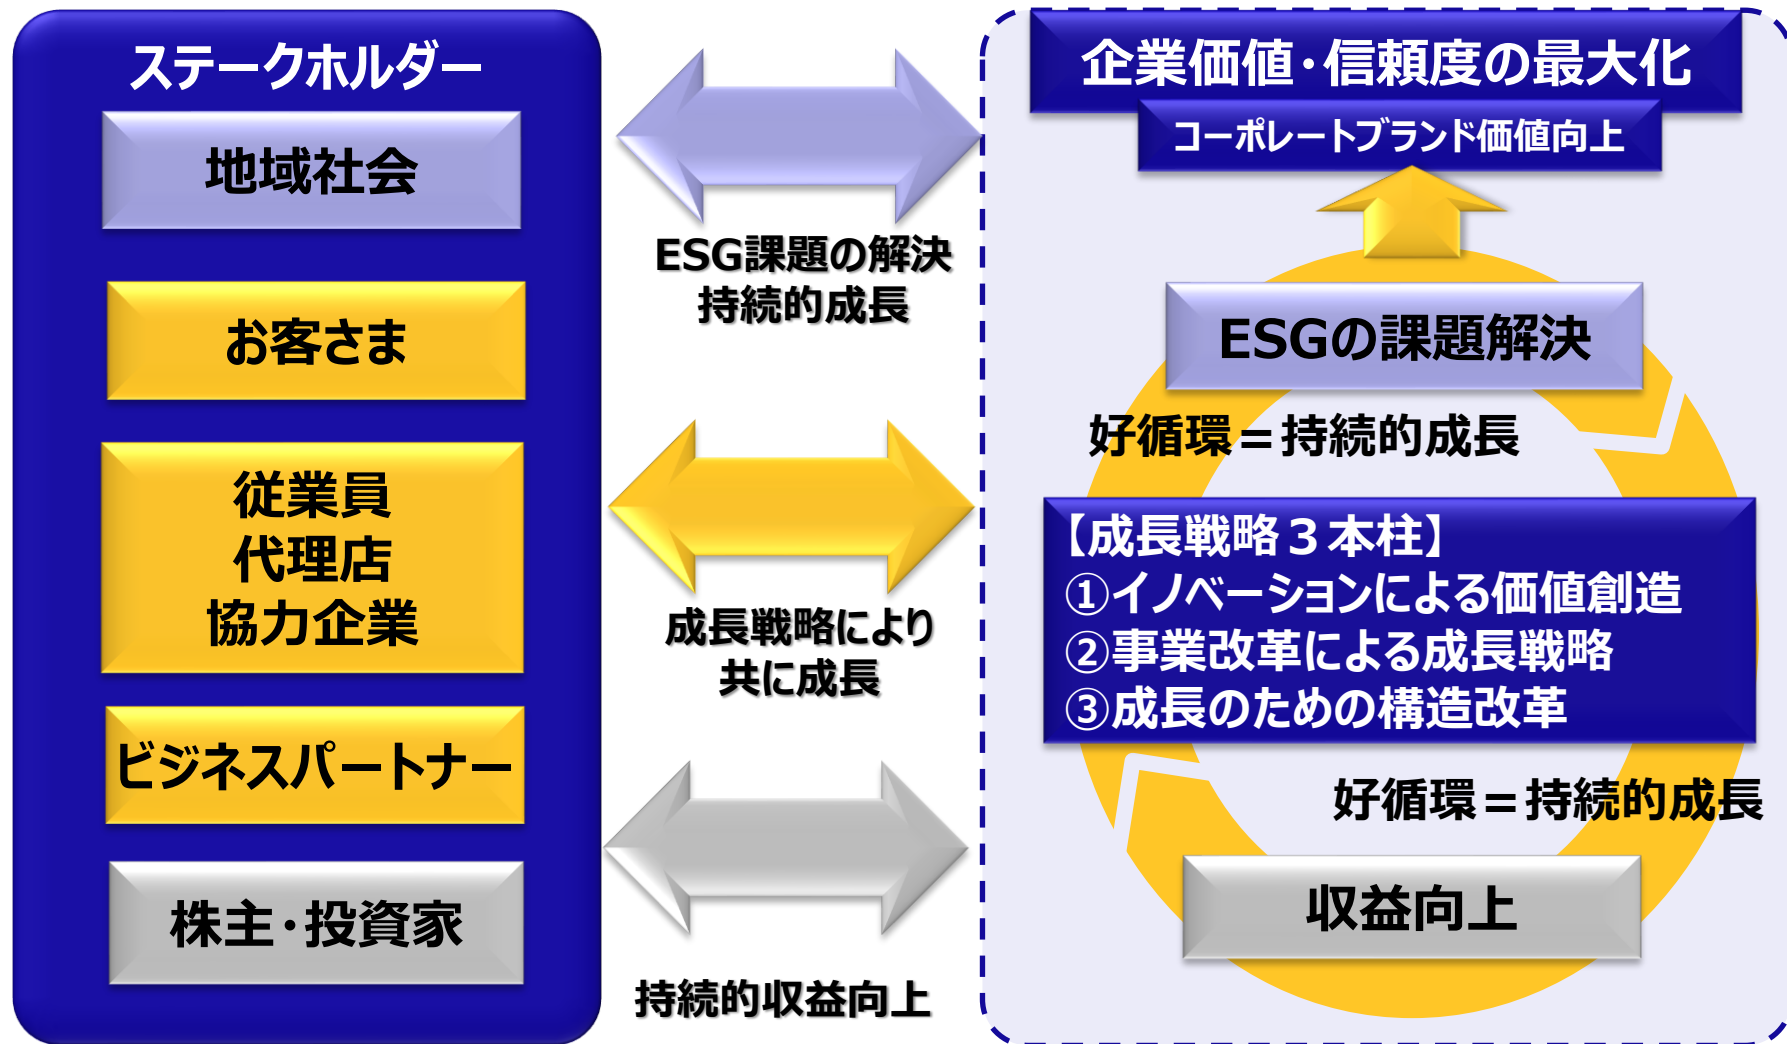 ステークホルダー
地域社会
お客さま
従業員
代理店
協力企業
ビジネスパートナー
株主・投資家
ESG課題の解決
持続的成長
成長戦略により
共に成長
持続的収益向上
企業価値・信頼度の最大化
コーポレートブランド価値向上
ESGの課題解決
好循環＝持続的成長
【成長戦略３本柱】
①イノベーションによる価値創造
②事業改革による成長戦略
③成長のための構造改革
好循環＝持続的成長
収益向上